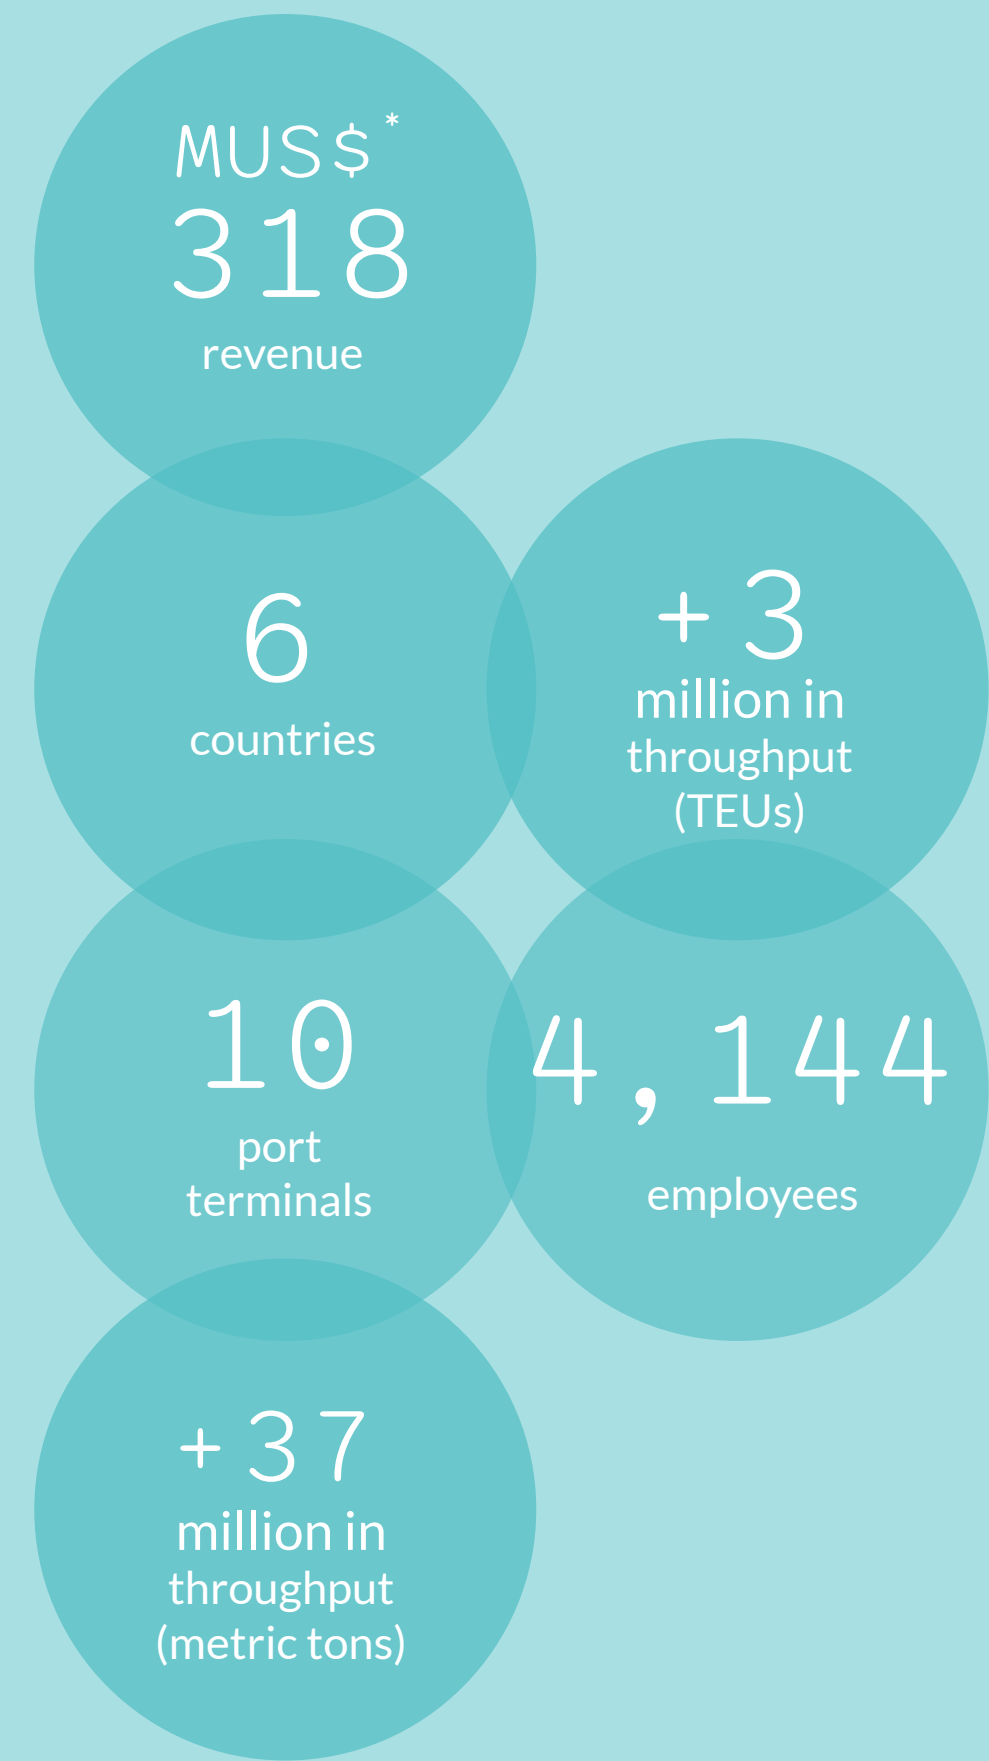 MUS$*
318
revenue
6
countries
+3
million in
throughput
(TEUs)
10
port
terminals
4,144
employees
+37
million in
throughput
(metric tons)